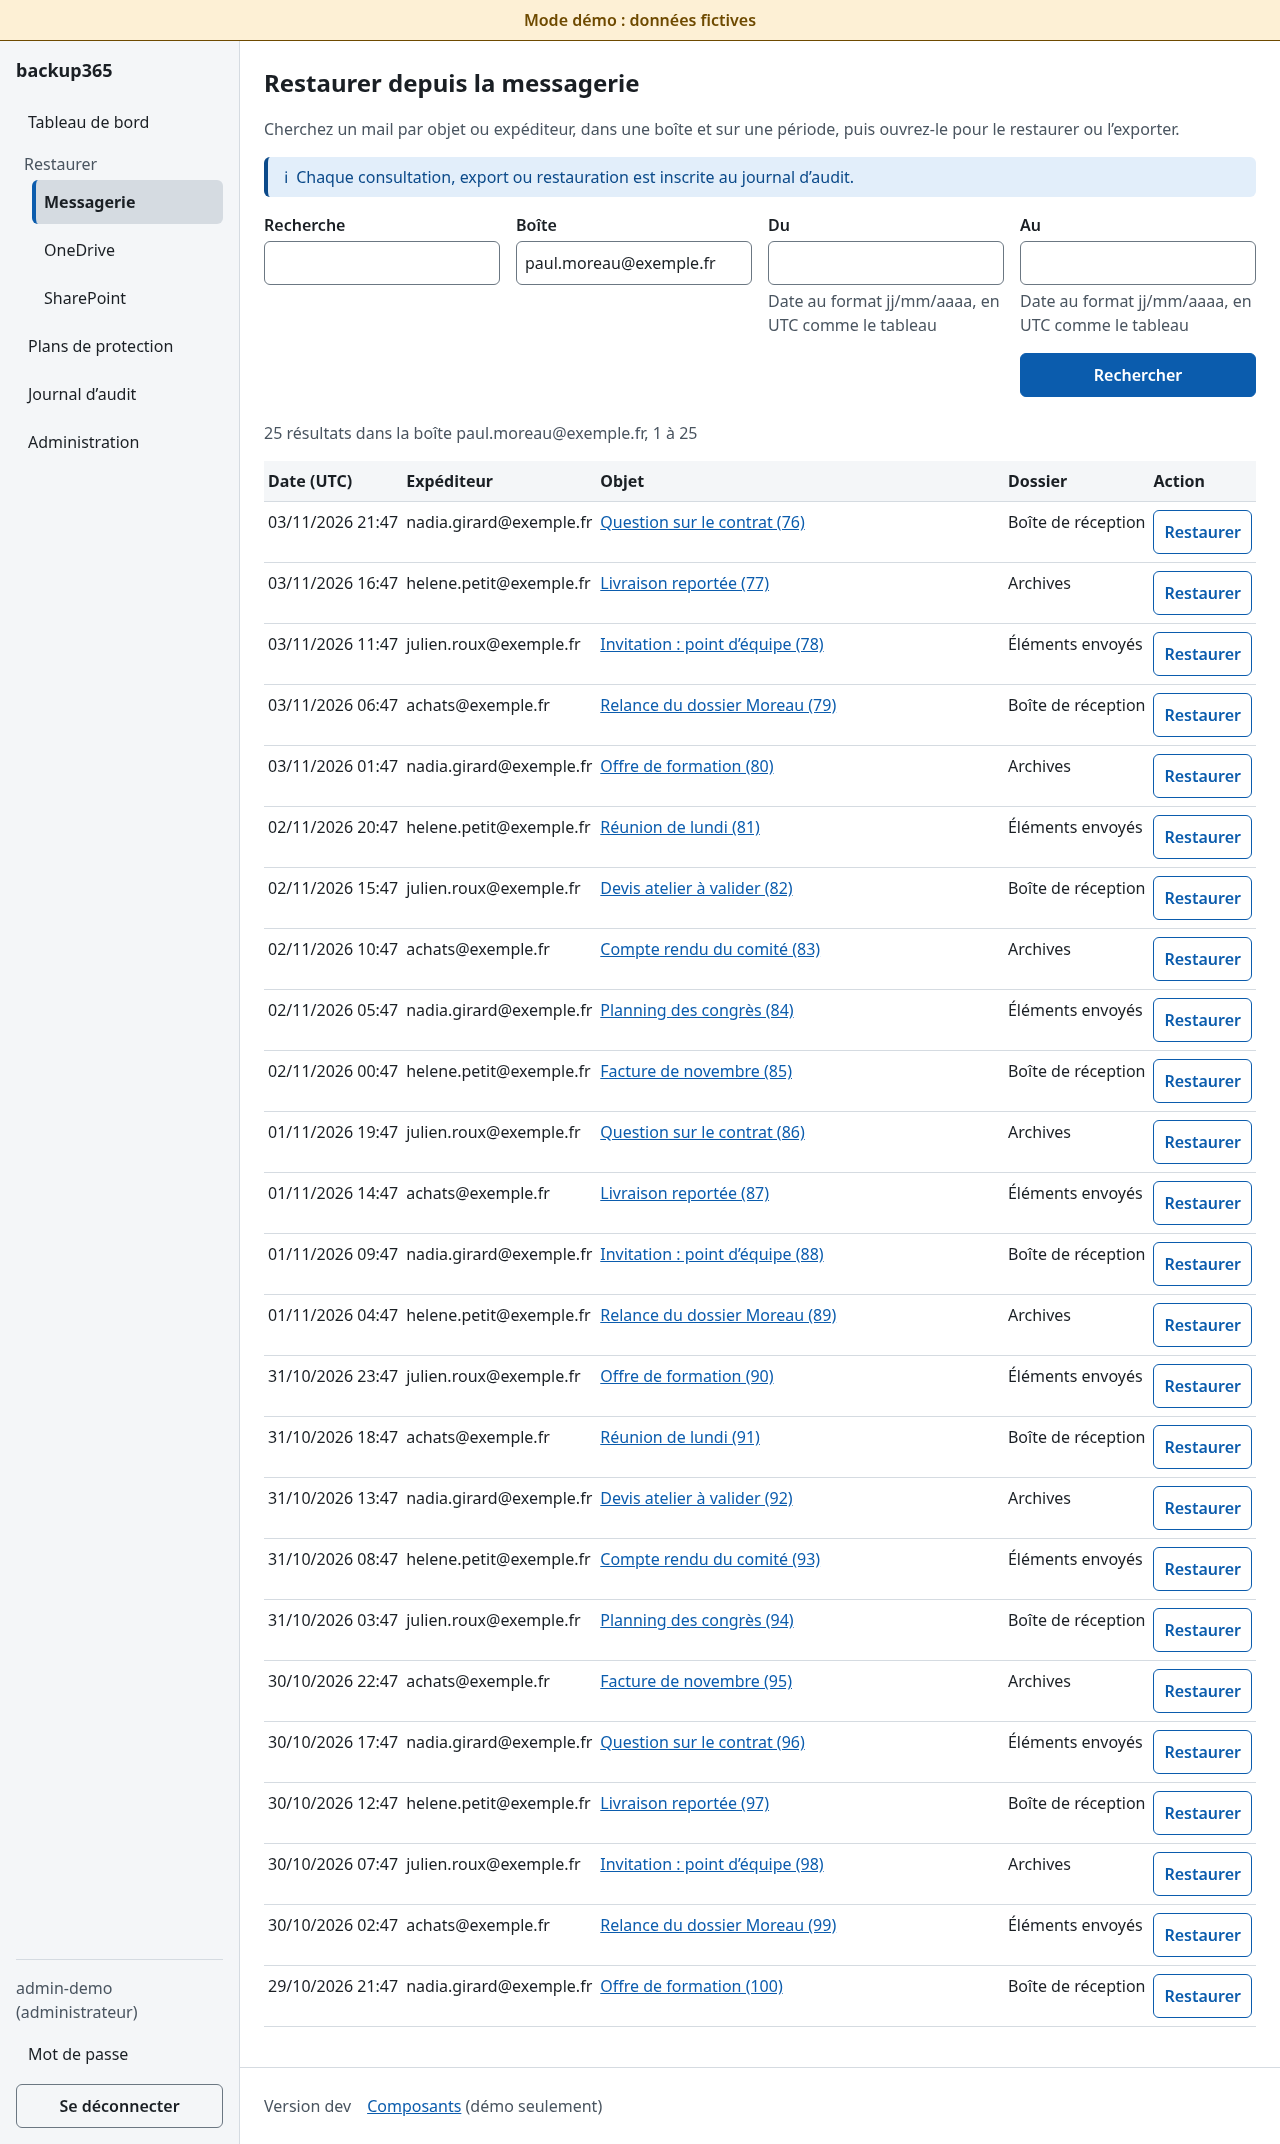 Mode démo : données fictives
backup365
Tableau de bord
Restaurer
Messagerie
OneDrive
SharePoint
Plans de protection
Journal d’audit
Administration
admin-demo
(administrateur)
Mot de passe
Se déconnecter
Restaurer depuis la messagerie
Cherchez un mail par objet ou expéditeur, dans une boîte et sur une période, puis ouvrez-le pour le restaurer ou l’exporter.
i Chaque consultation, export ou restauration est inscrite au journal d’audit.
Recherche Boîte Du Au
paul.moreau@exemple.fr
Date au format jj/mm/aaaa, en UTC comme le tableau
Date au format jj/mm/aaaa, en UTC comme le tableau
Rechercher
25 résultats dans la boîte paul.moreau@exemple.fr, 1 à 25
Date (UTC) Expéditeur Objet Dossier Action
03/11/2026 21:47 nadia.girard@exemple.fr Question sur le contrat (76) Boîte de réception Restaurer
03/11/2026 16:47 helene.petit@exemple.fr Livraison reportée (77) Archives Restaurer
03/11/2026 11:47 julien.roux@exemple.fr Invitation : point d’équipe (78) Éléments envoyés Restaurer
03/11/2026 06:47 achats@exemple.fr Relance du dossier Moreau (79) Boîte de réception Restaurer
03/11/2026 01:47 nadia.girard@exemple.fr Offre de formation (80) Archives Restaurer
02/11/2026 20:47 helene.petit@exemple.fr Réunion de lundi (81) Éléments envoyés Restaurer
02/11/2026 15:47 julien.roux@exemple.fr Devis atelier à valider (82) Boîte de réception Restaurer
02/11/2026 10:47 achats@exemple.fr Compte rendu du comité (83) Archives Restaurer
02/11/2026 05:47 nadia.girard@exemple.fr Planning des congrès (84) Éléments envoyés Restaurer
02/11/2026 00:47 helene.petit@exemple.fr Facture de novembre (85) Boîte de réception Restaurer
01/11/2026 19:47 julien.roux@exemple.fr Question sur le contrat (86) Archives Restaurer
01/11/2026 14:47 achats@exemple.fr Livraison reportée (87) Éléments envoyés Restaurer
01/11/2026 09:47 nadia.girard@exemple.fr Invitation : point d’équipe (88) Boîte de réception Restaurer
01/11/2026 04:47 helene.petit@exemple.fr Relance du dossier Moreau (89) Archives Restaurer
31/10/2026 23:47 julien.roux@exemple.fr Offre de formation (90) Éléments envoyés Restaurer
31/10/2026 18:47 achats@exemple.fr Réunion de lundi (91) Boîte de réception Restaurer
31/10/2026 13:47 nadia.girard@exemple.fr Devis atelier à valider (92) Archives Restaurer
31/10/2026 08:47 helene.petit@exemple.fr Compte rendu du comité (93) Éléments envoyés Restaurer
31/10/2026 03:47 julien.roux@exemple.fr Planning des congrès (94) Boîte de réception Restaurer
30/10/2026 22:47 achats@exemple.fr Facture de novembre (95) Archives Restaurer
30/10/2026 17:47 nadia.girard@exemple.fr Question sur le contrat (96) Éléments envoyés Restaurer
30/10/2026 12:47 helene.petit@exemple.fr Livraison reportée (97) Boîte de réception Restaurer
30/10/2026 07:47 julien.roux@exemple.fr Invitation : point d’équipe (98) Archives Restaurer
30/10/2026 02:47 achats@exemple.fr Relance du dossier Moreau (99) Éléments envoyés Restaurer
29/10/2026 21:47 nadia.girard@exemple.fr Offre de formation (100) Boîte de réception Restaurer
Version dev Composants (démo seulement)